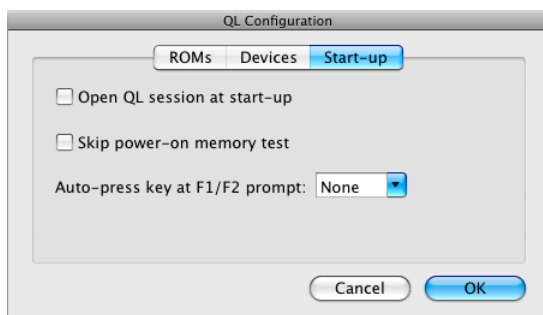 QL Configuration
ROMs Devices Start-up
Open QL session at start-up
Skip power-on memory test
Auto-press key at F1/F2 prompt: None
Cancel OK